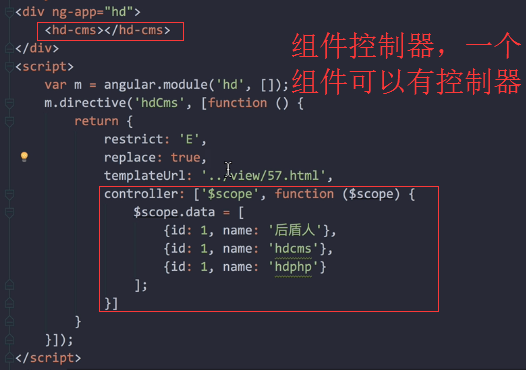 <div ng-app="hd">
<hd-cms></hd-cms>
</div>
<script>
var m = angular.module('hd', []);
m.directive('hdCms', [function () {
return {
restrict: 'E',
replace: true,
templateUrl: '../view/57.html',
controller: ['$scope', function ($scope) {
$scope.data = [
{id: 1, name: '后盾人'},
{id: 1, name: 'hdcms'},
{id: 1, name: 'hdphp'}
];
}]
}
}]);
</script>
组件控制器，一个
组件可以有控制器